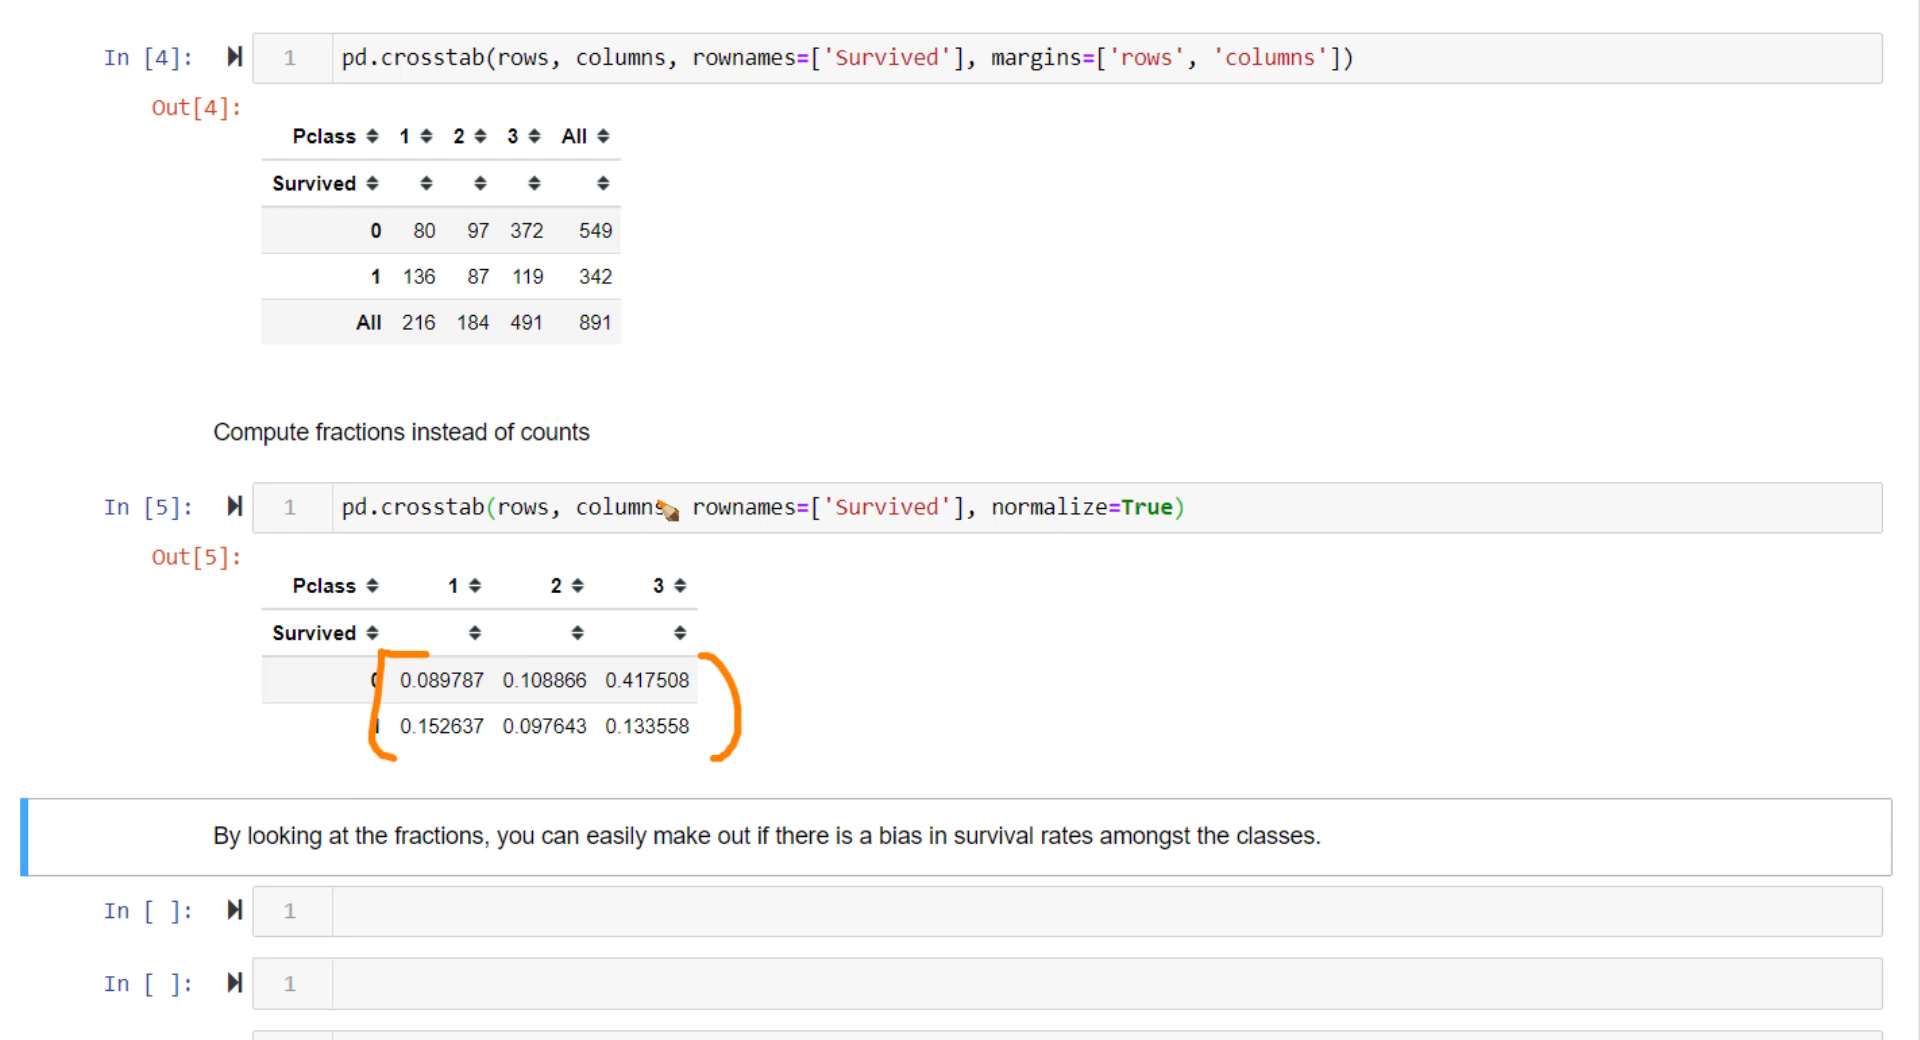 In [4]: 1 pd.crosstab(rows, columns, rownames=['Survived'], margins=['rows', 'columns'])
Out[4]:
Pclass 1 2 3 All
Survived
0 80 97 372 549
1 136 87 119 342
All 216 184 491 891
Compute fractions instead of counts
In [5]: 1 pd.crosstab(rows, columns rownames=['Survived'], normalize=True)
Out[5]:
Pclass 1 2 3
Survived
0.089787 0.108866 0.417508
0.152637 0.097643 0.133558
By looking at the fractions, you can easily make out if there is a bias in survival rates amongst the classes.
In [ ]: 1
In [ ]: 1